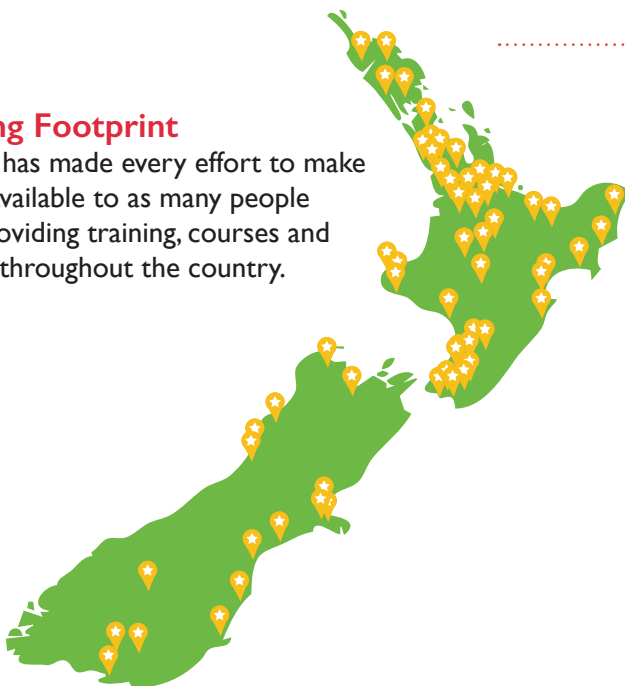 ng Footprint
has made every effort to make
vailable to as many people
oviding training, courses and
throughout the country.